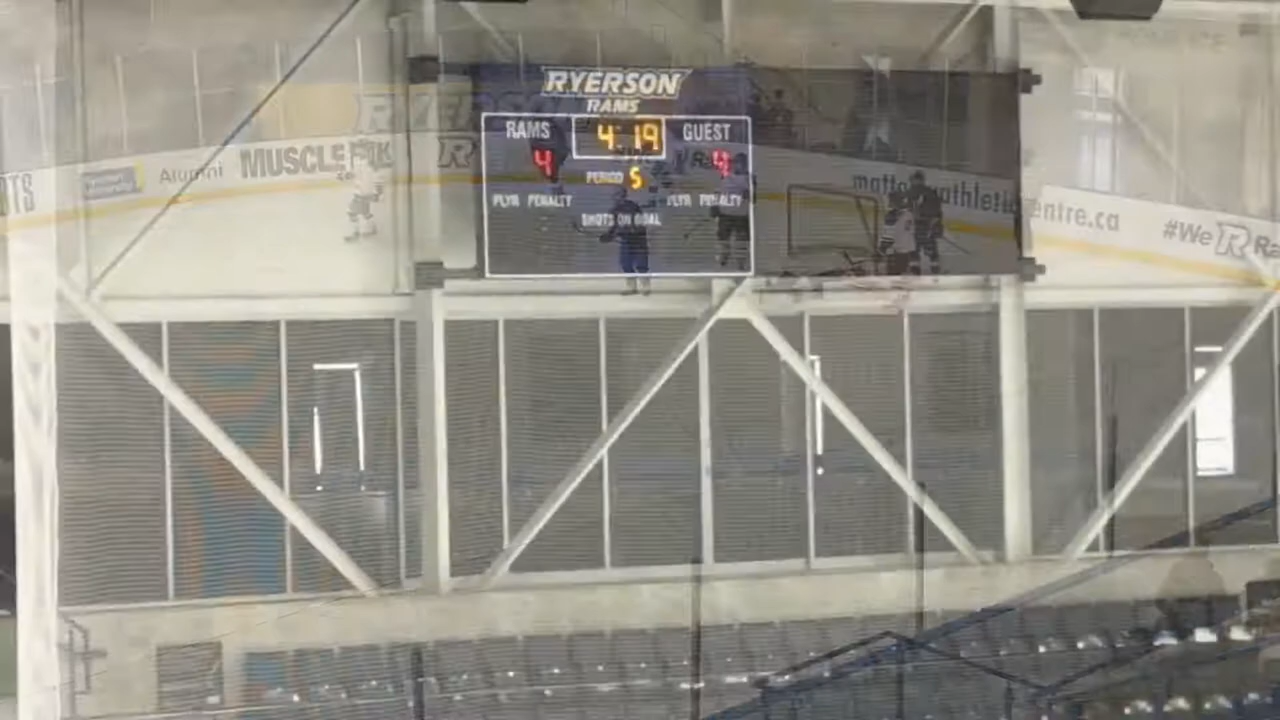 RYERSON
RAMS
RAMS 4:19 GUEST
4 4
PERIOD 5
PLYR PENALTY PLYR PENALTY
SHOTS ON GOAL
Alumni
MUSCLE
entre.ca
#We R